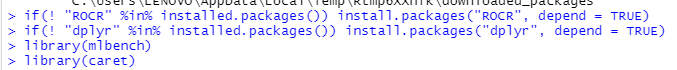 C:\Users\LENOVO\AppData\Local\Temp\Rtmp6XXhfk\downloaded_packages
> if(! "ROCR" %in% installed.packages()) install.packages("ROCR", depend = TRUE)
> if(! "dplyr" %in% installed.packages()) install.packages("dplyr", depend = TRUE)
> library(mlbench)
> library(caret)